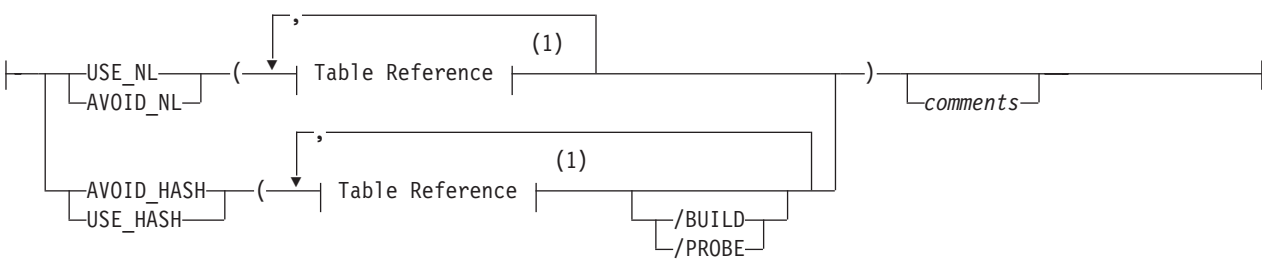 ,
(1)
USE_NL ( Table Reference ) comments
AVOID_NL
,
(1)
AVOID_HASH ( Table Reference
USE_HASH /BUILD
/PROBE